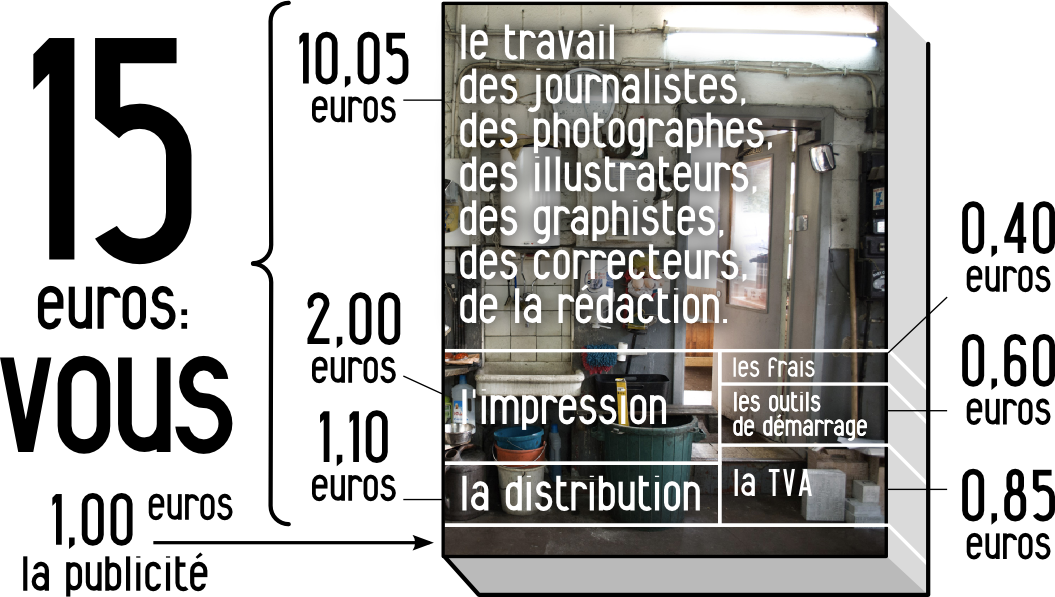 15
euros:
vous
1,00 euros
la publicité
10,05
euros
2,00
euros
1,10
euros
le travail
des journalistes,
des photographes,
des illustrateurs,
des graphistes,
des correcteurs,
de la rédaction.
l'impression
la distribution
les frais
les outils
de démarrage
la TVA
0,40
euros
0,60
euros
0,85
euros